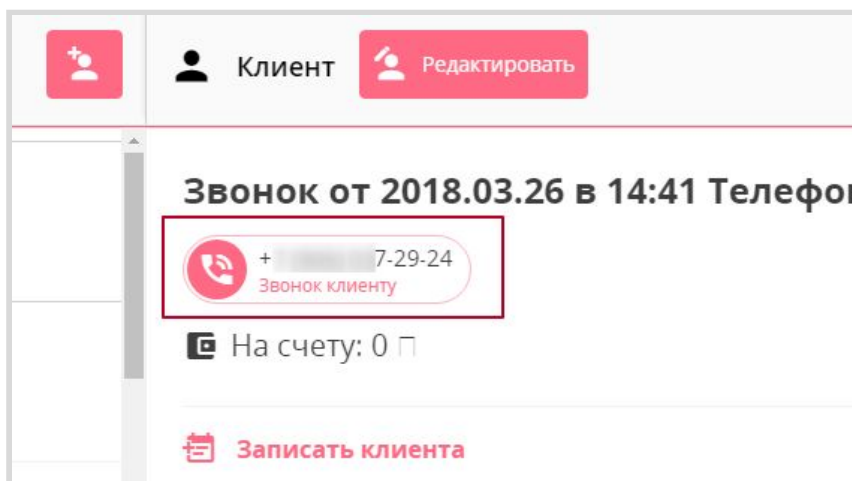 Клиент
Редактировать
Звонок от 2018.03.26 в 14:41
+ 7-29-24
Звонок клиенту
На счету: 0
Записать клиента